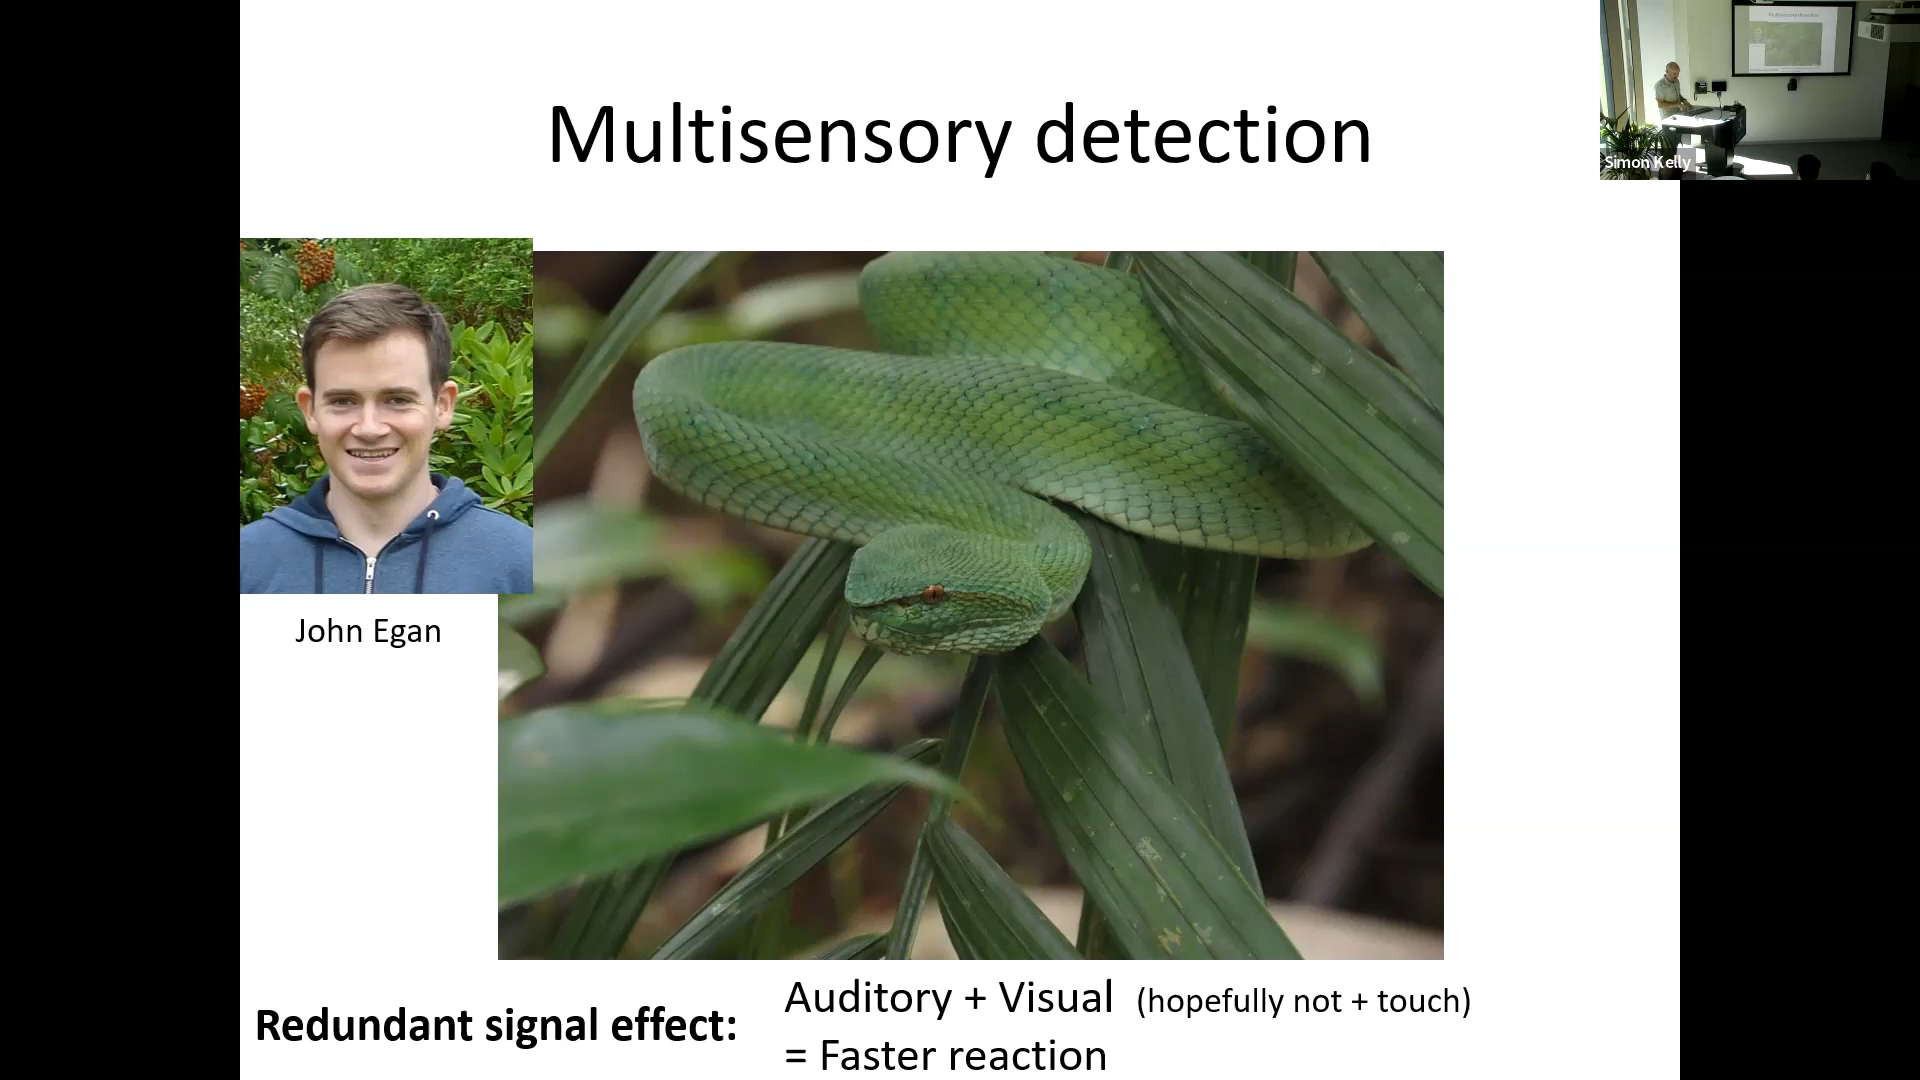 Multisensory detection
Simon Kelly
John Egan
Redundant signal effect:
Auditory + Visual (hopefully not + touch)
= Faster reaction